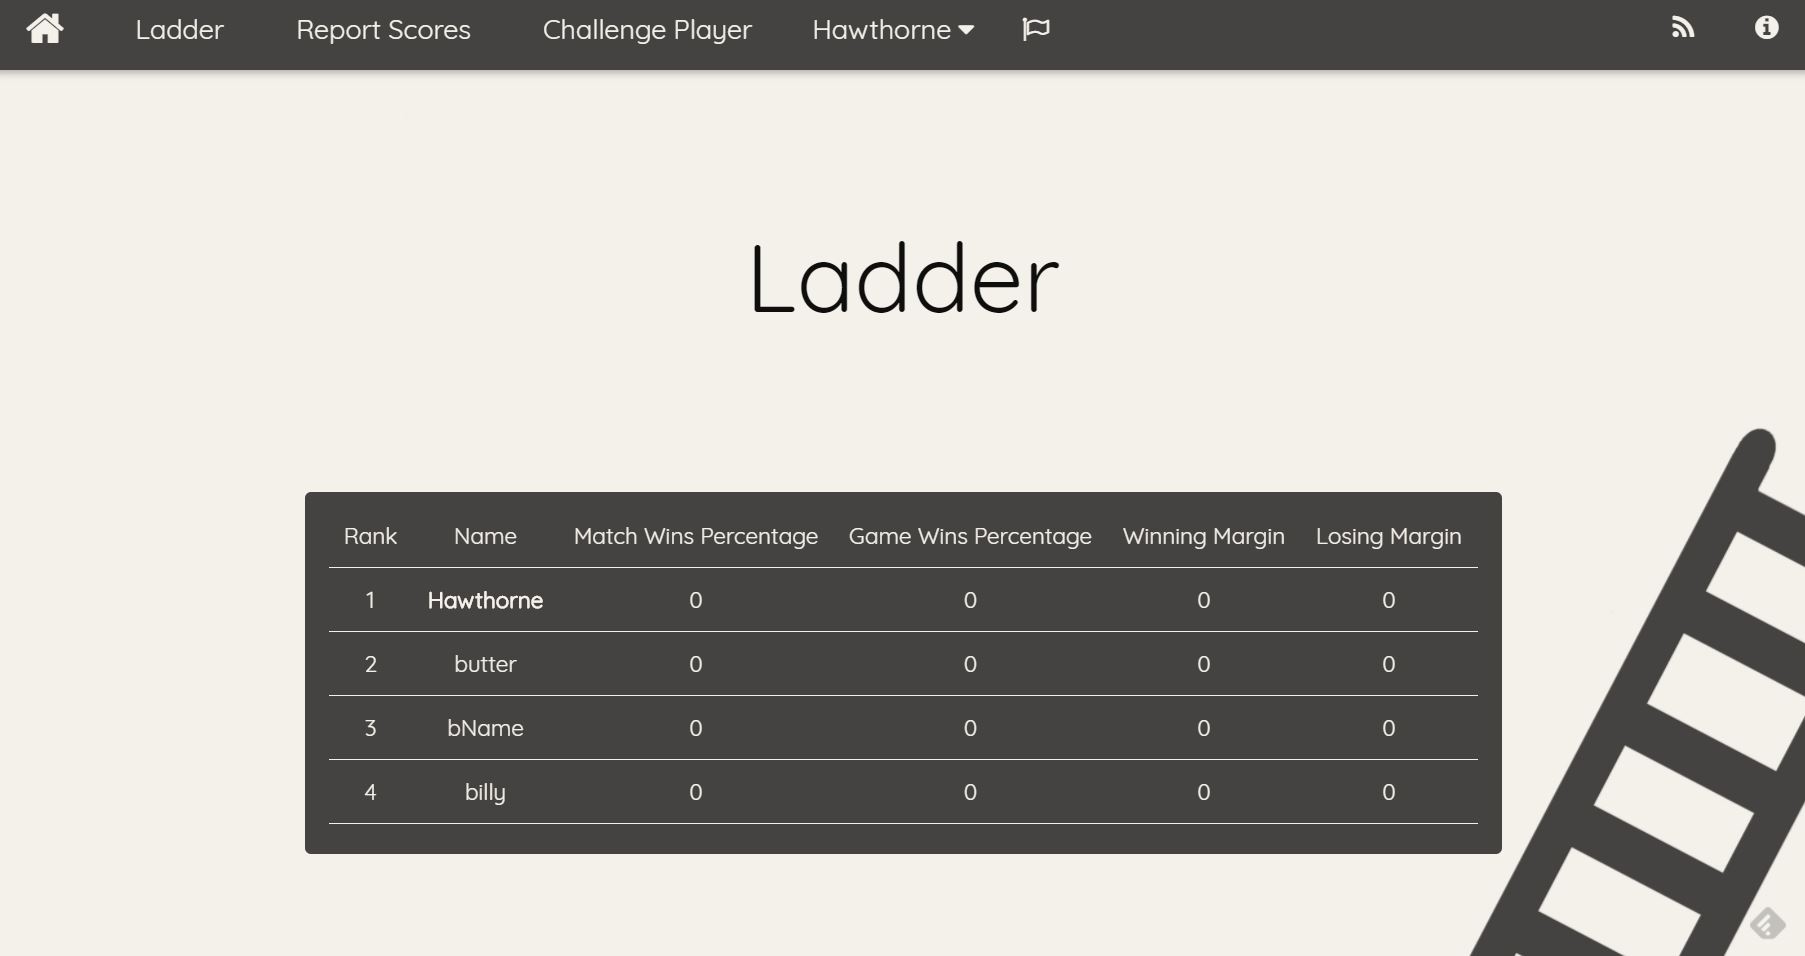 Ladder Report Scores Challenge Player Hawthorne
Ladder
Rank Name Match Wins Percentage Game Wins Percentage Winning Margin Losing Margin
1 Hawthorne 0 0 0 0
2 butter 0 0 0 0
3 bName 0 0 0 0
4 billy 0 0 0 0